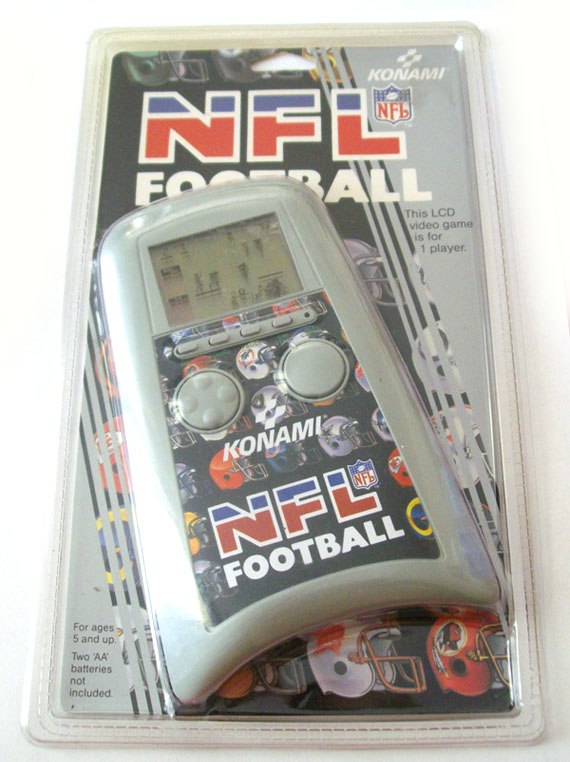 KONAMI
NFL
NFL
FOOTBALL
This LCD
video game
is for
1 player.
KONAMI
NFL
NFL
FOOTBALL
For ages
5 and up.
Two 'AA'
batteries
not
included.